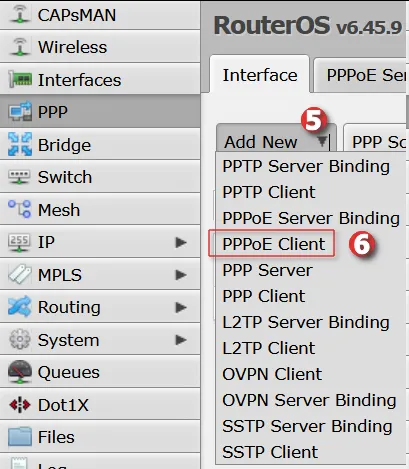 CAPsMAN
Wireless
Interfaces
PPP
Bridge
Switch
Mesh
255
IP
MPLS
Routing
System
Queues
Dot1X
Files
RouterOS v6.45.9
Interface
PPPoE Ser
5
Add New
PPP Sc
PPTP Server Binding
PPTP Client
PPPoE Server Binding
PPPoE Client
6
PPP Server
PPP Client
L2TP Server Binding
L2TP Client
OVPN Client
OVPN Server Binding
SSTP Server Binding
SSTP Client